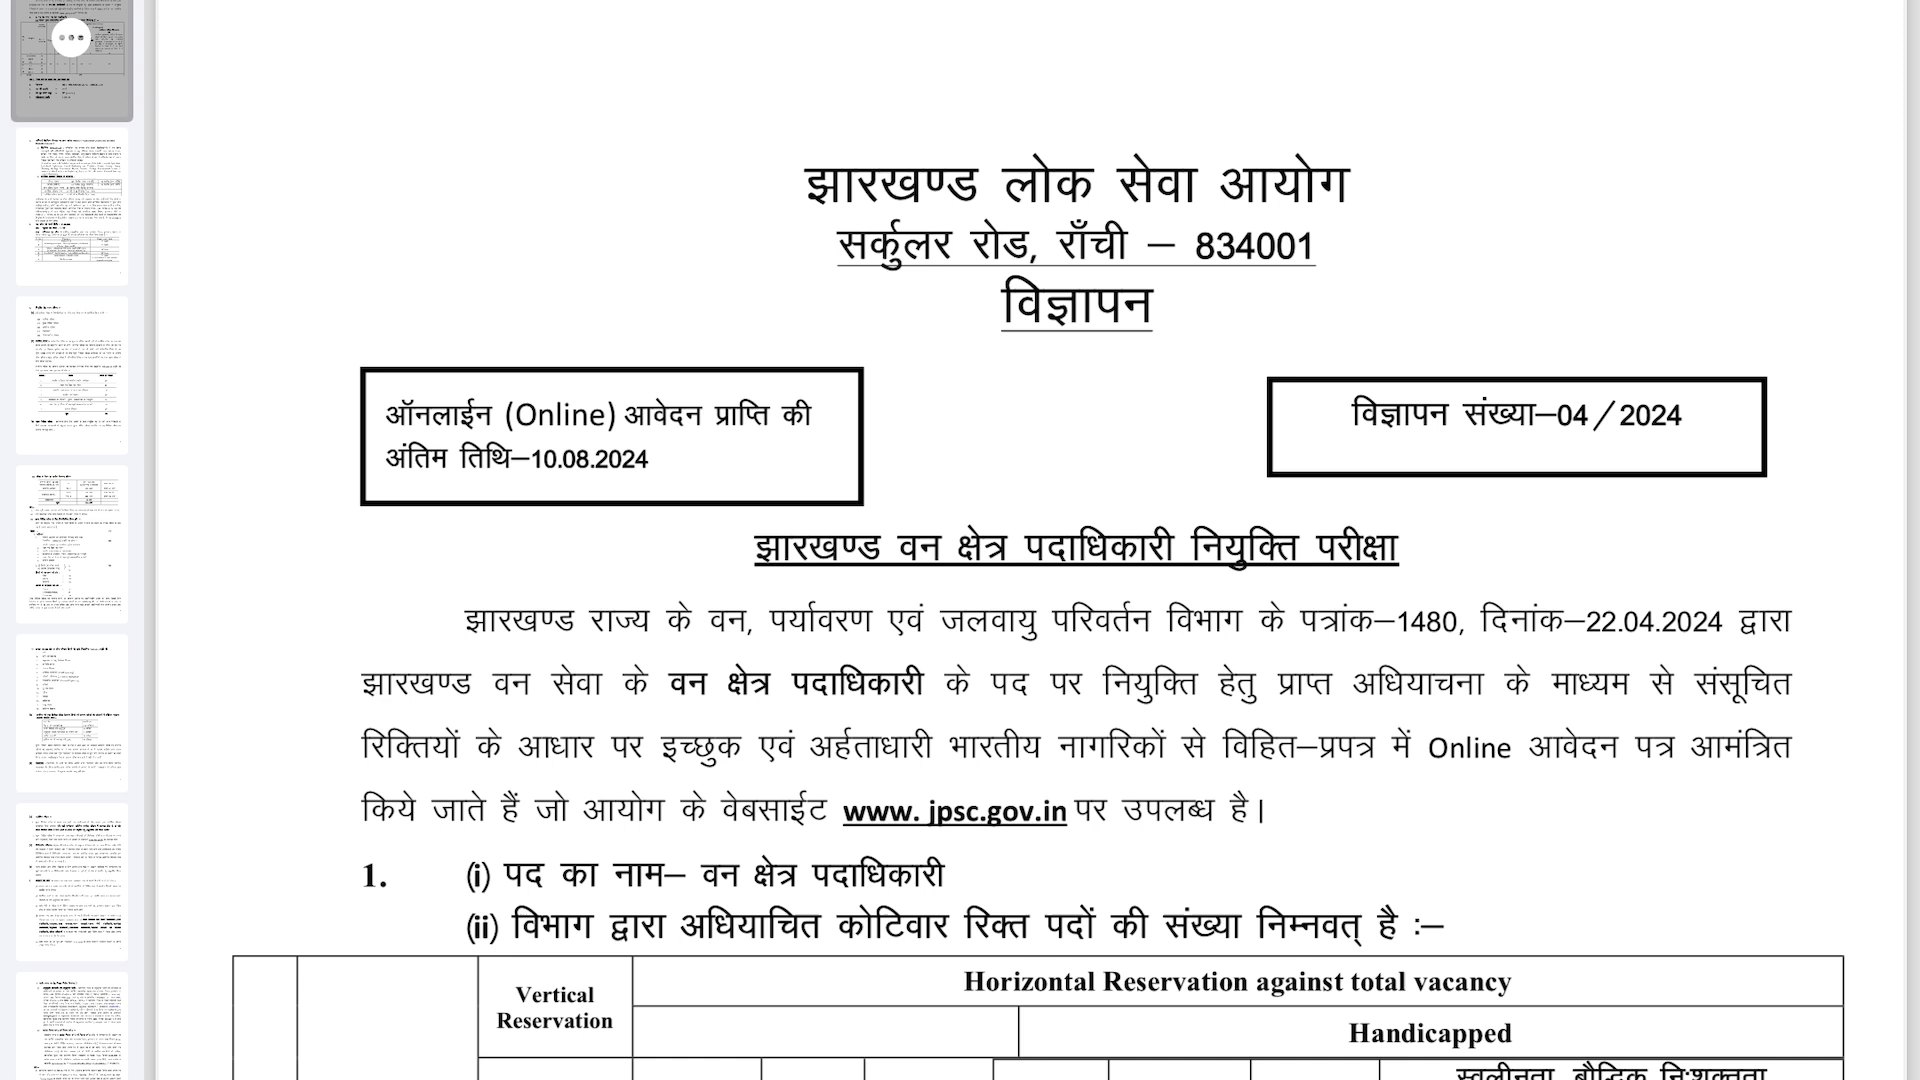 झारखण्ड लोक सेवा आयोग
सर्कुलर रोड, राँची – 834001
विज्ञापन
ऑनलाईन (Online) आवेदन प्राप्ति की
अंतिम तिथि–10.08.2024
विज्ञापन संख्या–04/2024
झारखण्ड वन क्षेत्र पदाधिकारी नियुक्ति परीक्षा
झारखण्ड राज्य के वन, पर्यावरण एवं जलवायु परिवर्तन विभाग के पत्रांक–1480, दिनांक–22.04.2024 द्वारा
झारखण्ड वन सेवा के वन क्षेत्र पदाधिकारी के पद पर नियुक्ति हेतु प्राप्त अधियाचना के माध्यम से संसूचित
रिक्तियों के आधार पर इच्छुक एवं अर्हताधारी भारतीय नागरिकों से विहित–प्रपत्र में Online आवेदन पत्र आमंत्रित
किये जाते हैं जो आयोग के वेबसाईट www. jpsc.gov.in पर उपलब्ध है।
1. (i) पद का नाम– वन क्षेत्र पदाधिकारी
(ii) विभाग द्वारा अधियाचित कोटिवार रिक्त पदों की संख्या निम्नवत् है :–
Vertical
Reservation
Horizontal Reservation against total vacancy
Handicapped
स्वलीनता, बौद्धिक निःशक्तता